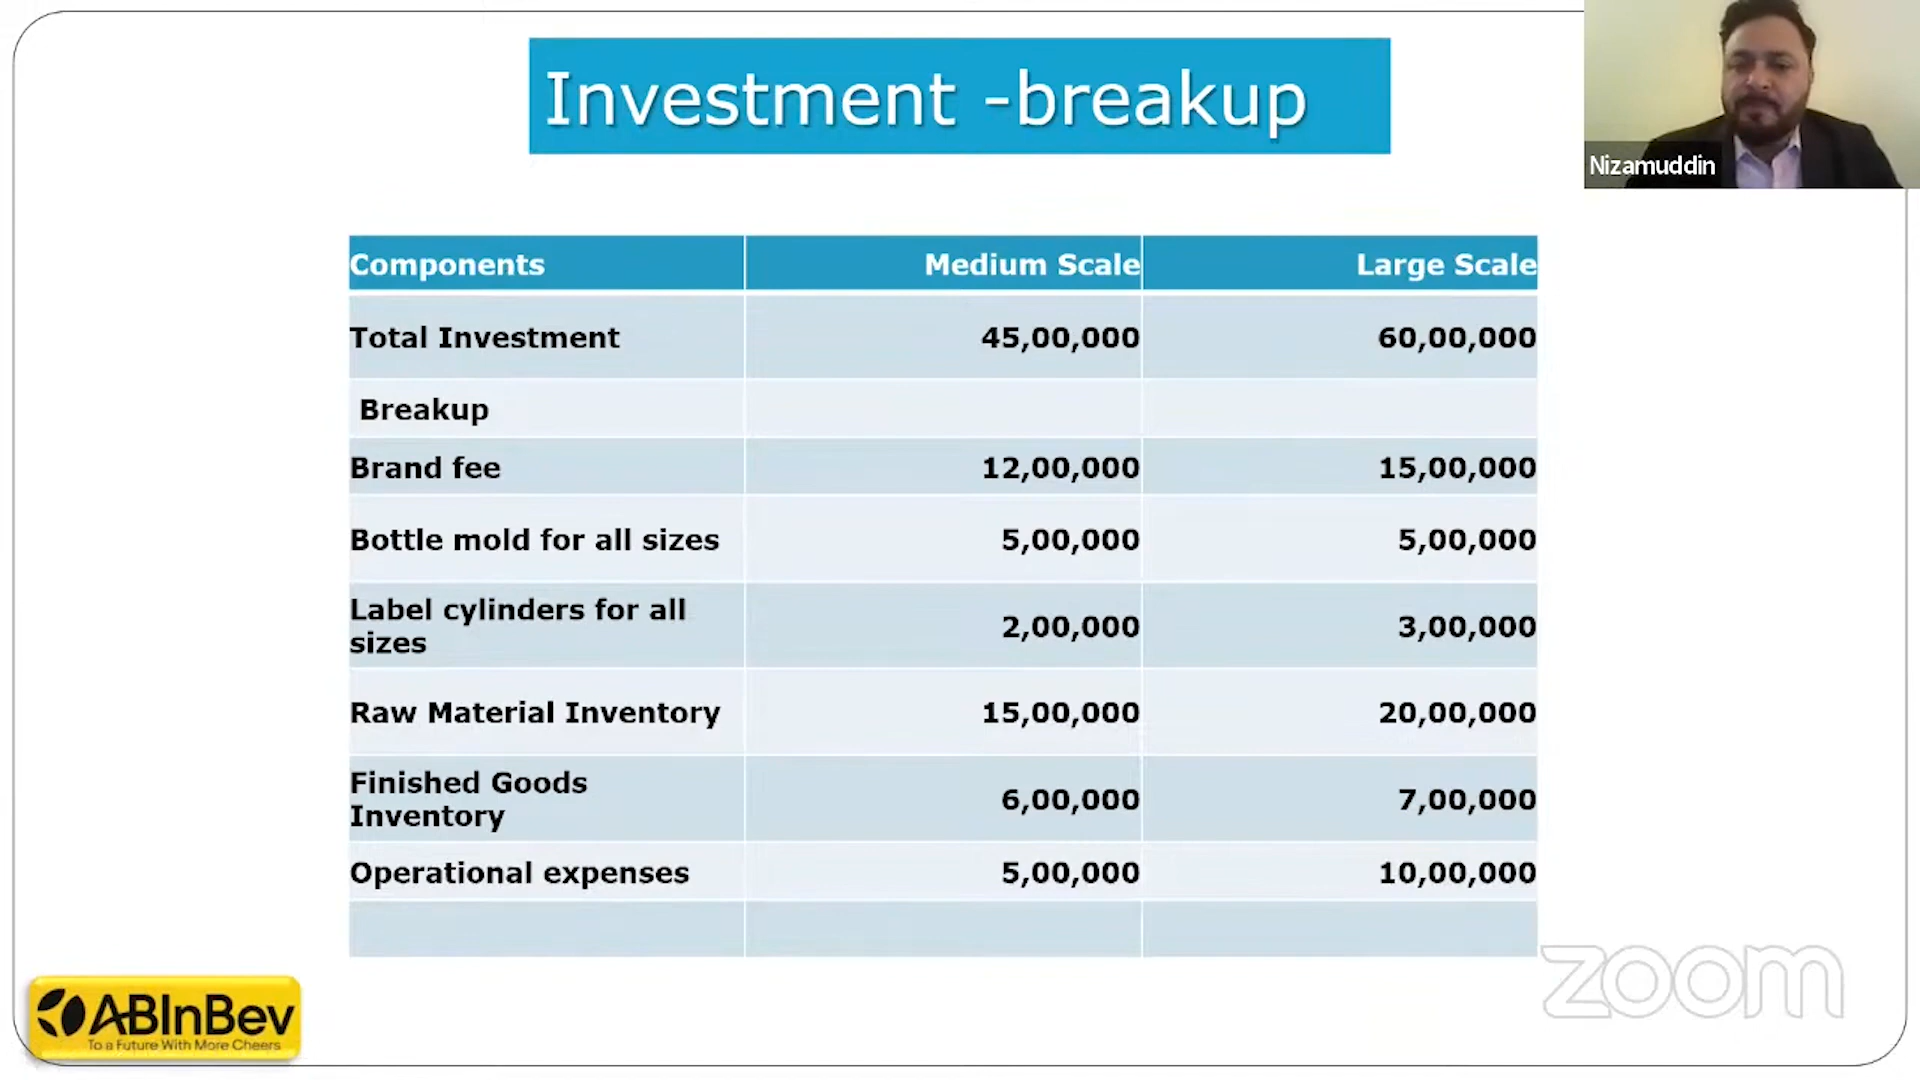 Investment -breakup
Nizamuddin
Components Medium Scale Large Scale
Total Investment 45,00,000 60,00,000
Breakup
Brand fee 12,00,000 15,00,000
Bottle mold for all sizes 5,00,000 5,00,000
Label cylinders for all
sizes 2,00,000 3,00,000
Raw Material Inventory 15,00,000 20,00,000
Finished Goods
Inventory 6,00,000 7,00,000
Operational expenses 5,00,000 10,00,000
ABInBev
To a Future With More Cheers
zoom